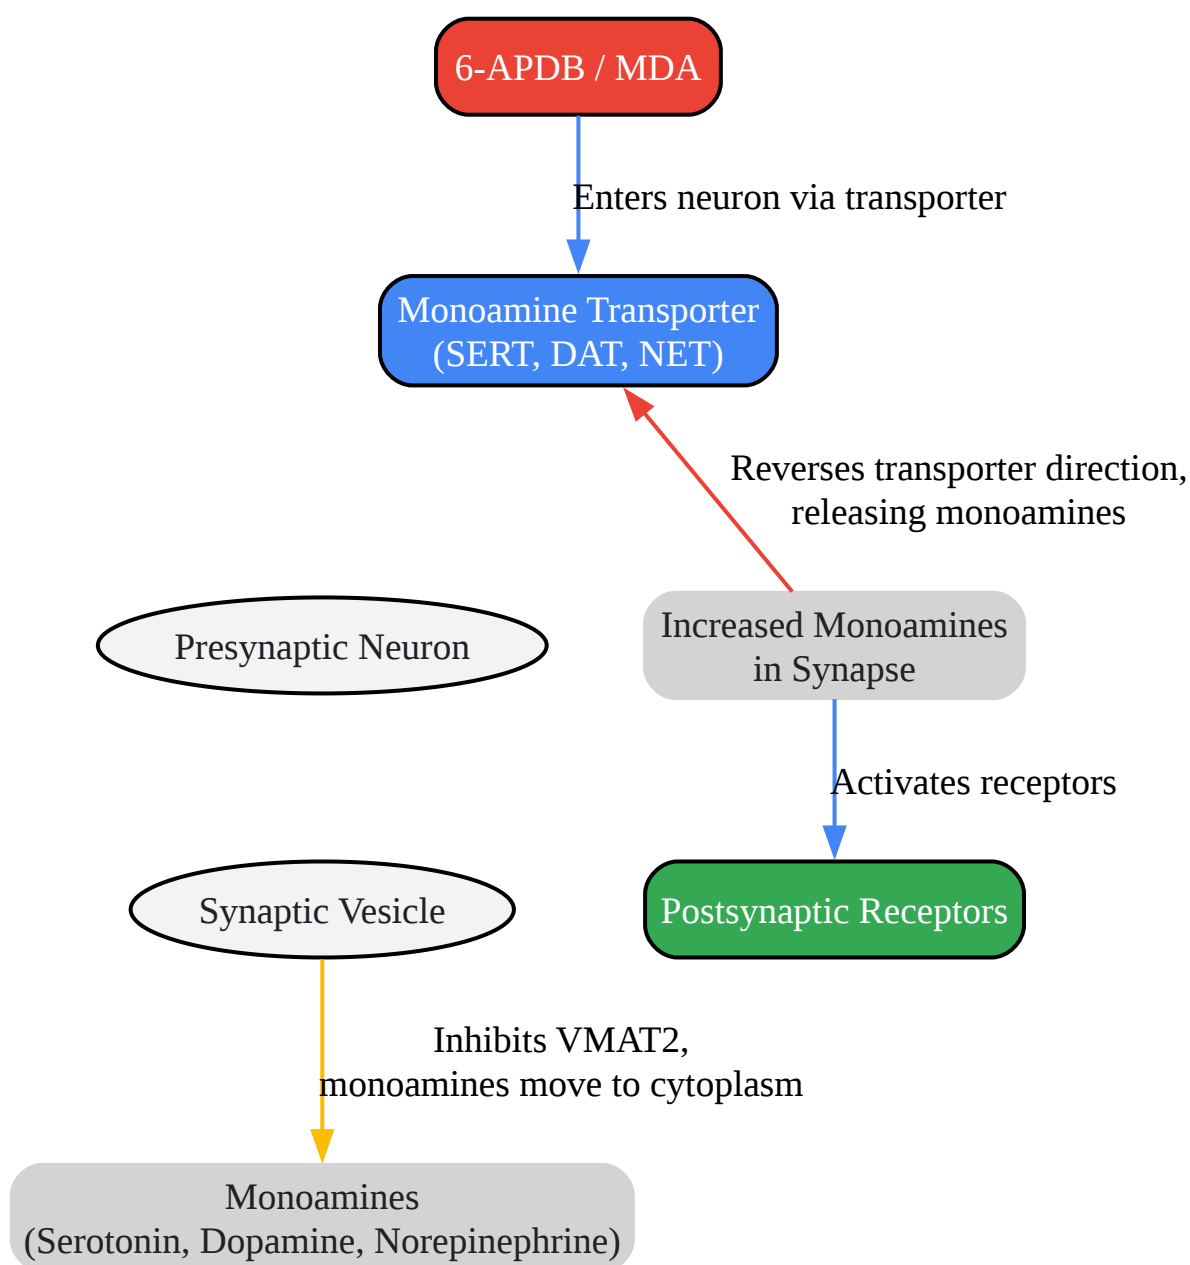 6-APDB / MDA
Enters neuron via transporter
Monoamine Transporter
(SERT, DAT, NET)
Reverses transporter direction,
releasing monoamines
Presynaptic Neuron
Increased Monoamines
in Synapse
Activates receptors
Synaptic Vesicle
Postsynaptic Receptors
Inhibits VMAT2,
monoamines move to cytoplasm
Monoamines
(Serotonin, Dopamine, Norepinephrine)